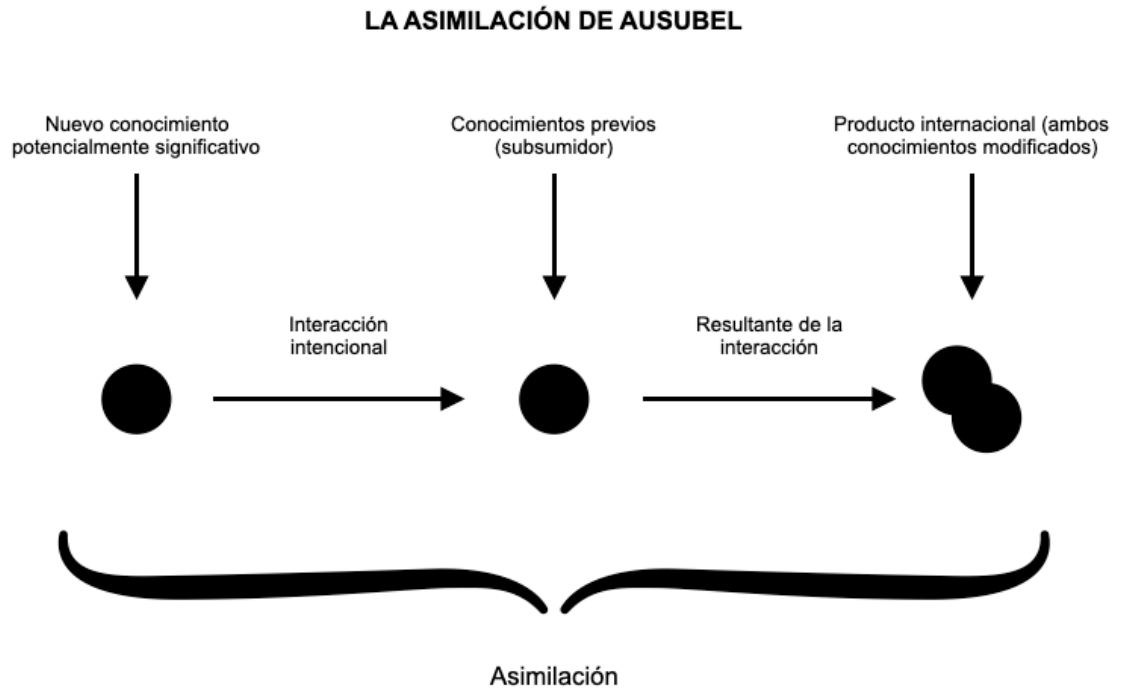 LA ASIMILACIÓN DE AUSUBEL
Nuevo conocimiento
potencialmente significativo
Conocimientos previos
(subsumidor)
Producto internacional (ambos
conocimientos modificados)
Interacción
intencional
Resultante de la
interacción
Asimilación